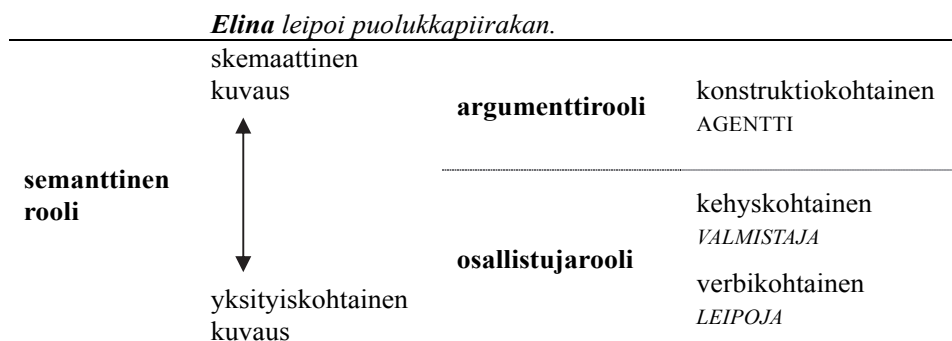 Elina leipoi puolukkapiirakan.
semanttinen
rooli
skemaattinen
kuvaus
yksityiskohtainen
kuvaus
argumenttirooli
konstruktiokohtainen
AGENTTI
osallistujarooli
kehyskohtainen
VALMISTAJA
verbikohtainen
LEIPOJA